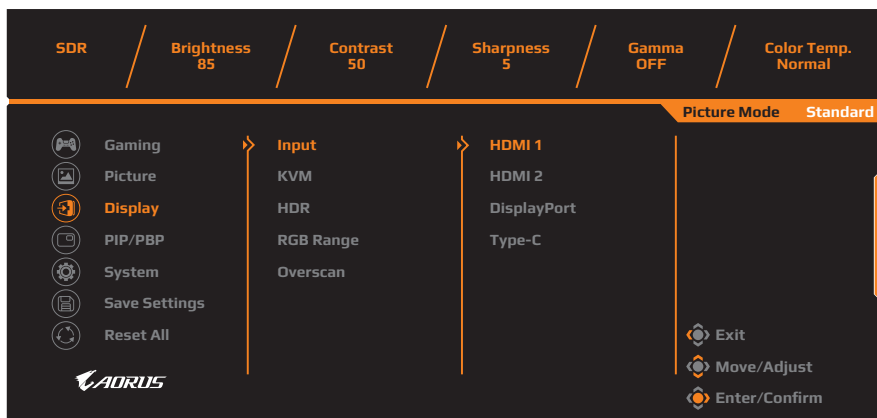 SDR Brightness Contrast Sharpness Gamma Color Temp.
85 50 5 OFF Normal
Picture Mode Standard
Gaming Input HDMI 1
Picture KVM HDMI 2
Display HDR DisplayPort
PIP/PBP RGB Range Type-C
System Overscan
Save Settings
Reset All Exit
AORUS Move/Adjust
Enter/Confirm